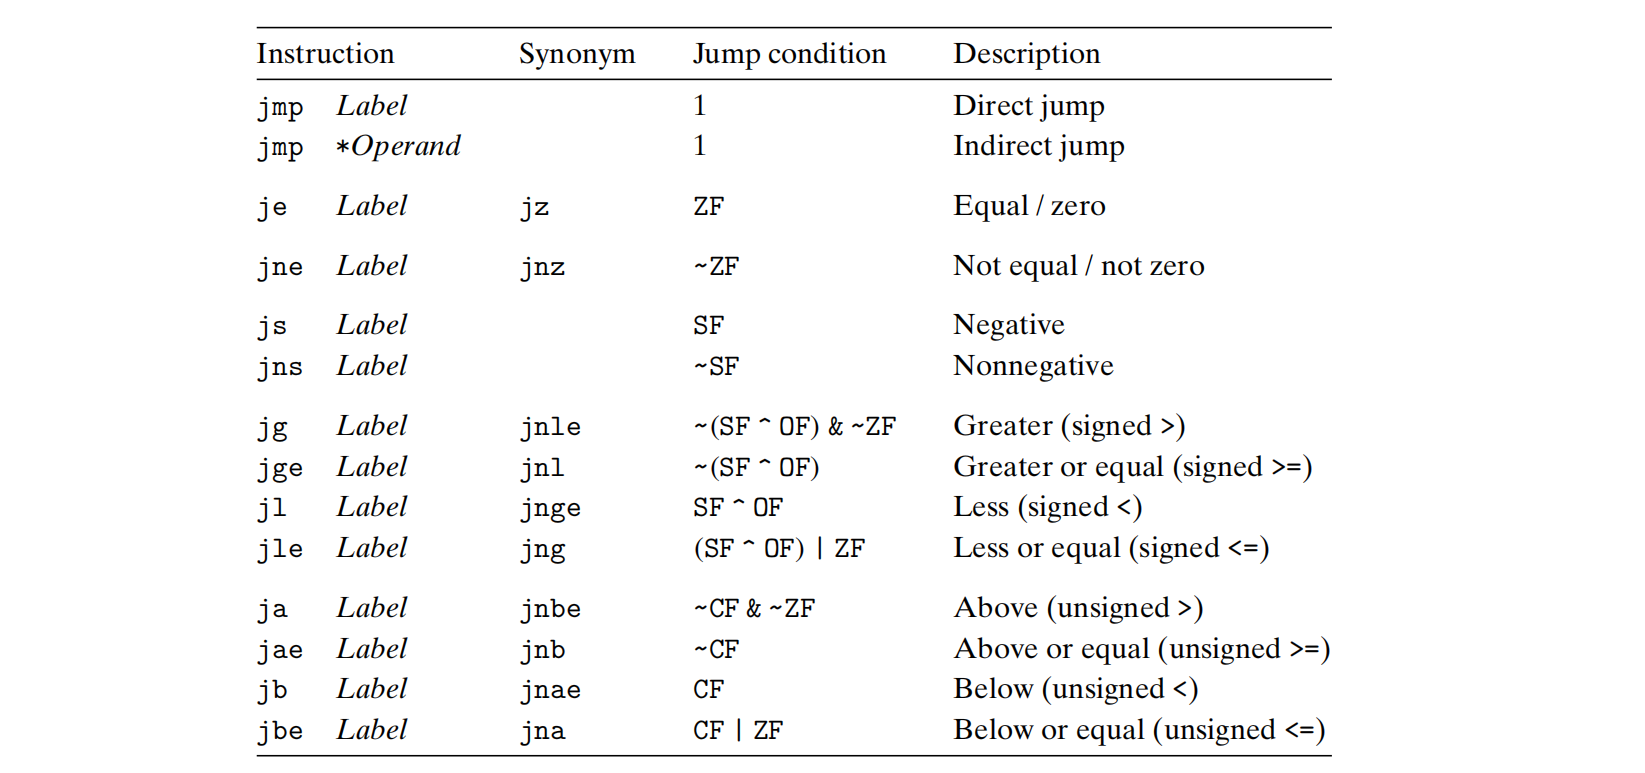 Instruction Synonym Jump condition Description
jmp Label 1 Direct jump
jmp *Operand 1 Indirect jump
je Label jz ZF Equal / zero
jne Label jnz ~ZF Not equal / not zero
js Label SF Negative
jns Label ~SF Nonnegative
jg Label jnle ~(SF ^ OF) & ~ZF Greater (signed >)
jge Label jnl ~(SF ^ OF) Greater or equal (signed >=)
jl Label jnge SF ^ OF Less (signed <)
jle Label jng (SF ^ OF) | ZF Less or equal (signed <=)
ja Label jnbe ~CF & ~ZF Above (unsigned >)
jae Label jnb ~CF Above or equal (unsigned >=)
jb Label jnae CF Below (unsigned <)
jbe Label jna CF | ZF Below or equal (unsigned <=)